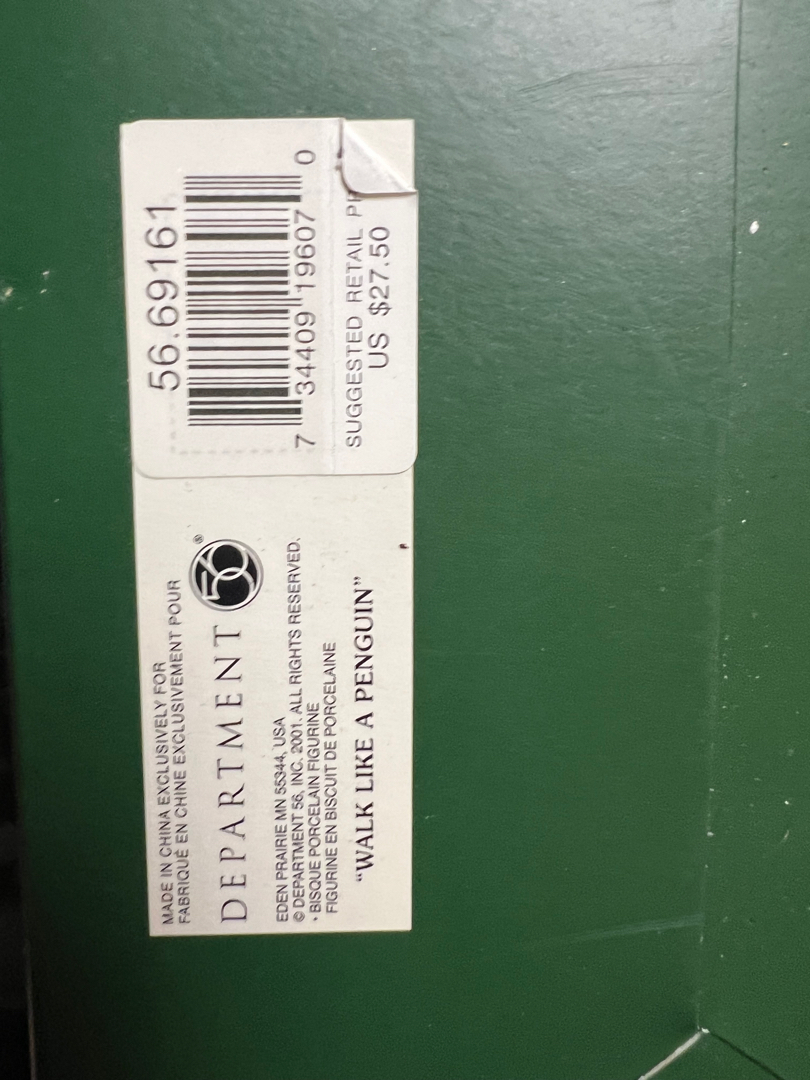 MADE IN CHINA EXCLUSIVELY FOR
FABRIQUÉ EN CHINE EXCLUSIVEMENT POUR
DEPARTMENT 56®
EDEN PRAIRIE MN 55344, USA
© DEPARTMENT 56, INC. 2001. ALL RIGHTS RESERVED.
• BISQUE PORCELAIN FIGURINE
FIGURINE EN BISCUIT DE PORCELAINE
“WALK LIKE A PENGUIN”
56.69161
7 34409 19607 0
SUGGESTED RETAIL
US $27.50